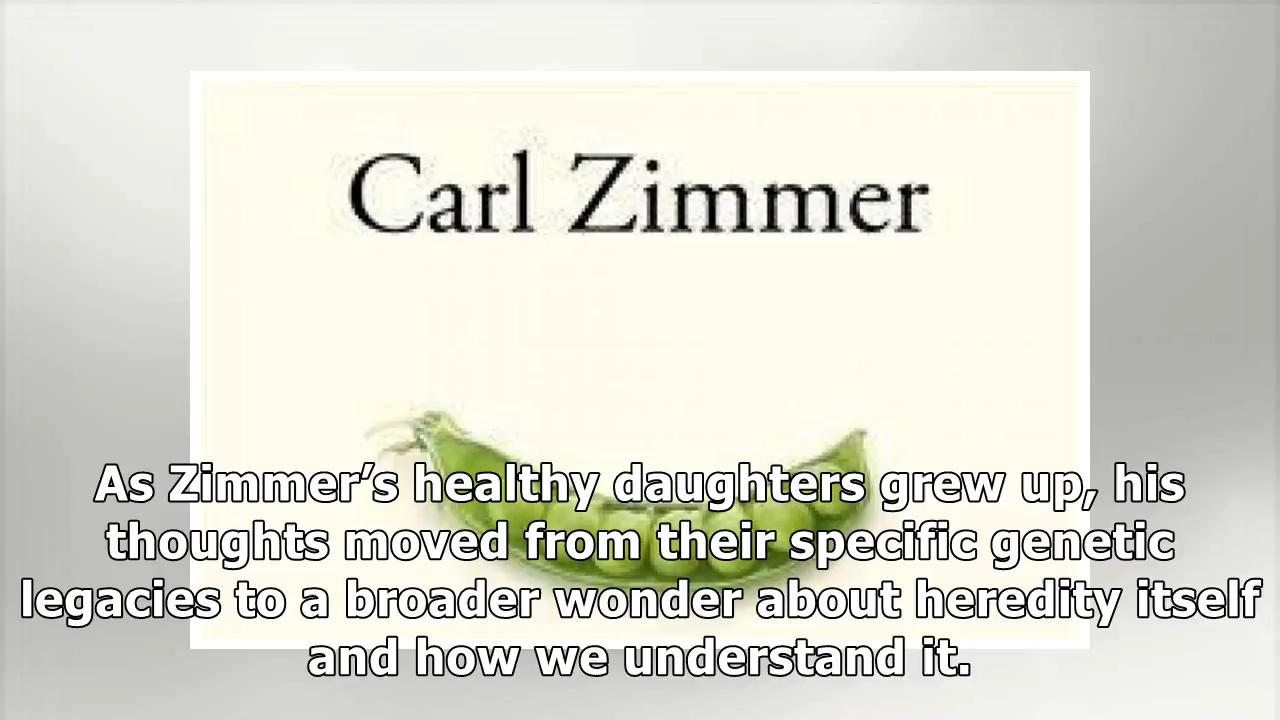 Carl Zimmer
As Zimmer’s healthy daughters grew up, his
thoughts moved from their specific genetic
legacies to a broader wonder about heredity itself
and how we understand it.